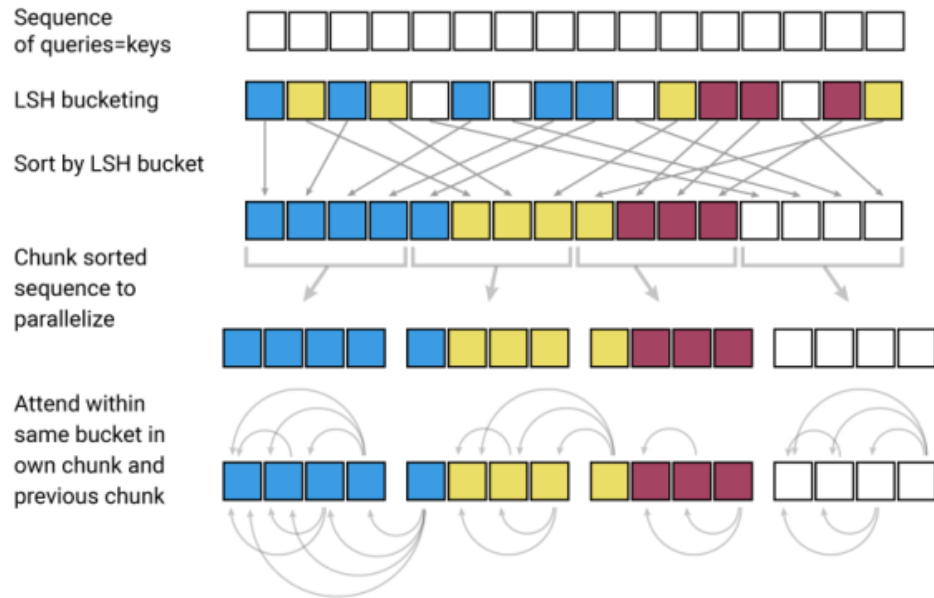 Sequence
of queries=keys
LSH bucketing
Sort by LSH bucket
Chunk sorted
sequence to
parallelize
Attend within
same bucket in
own chunk and
previous chunk